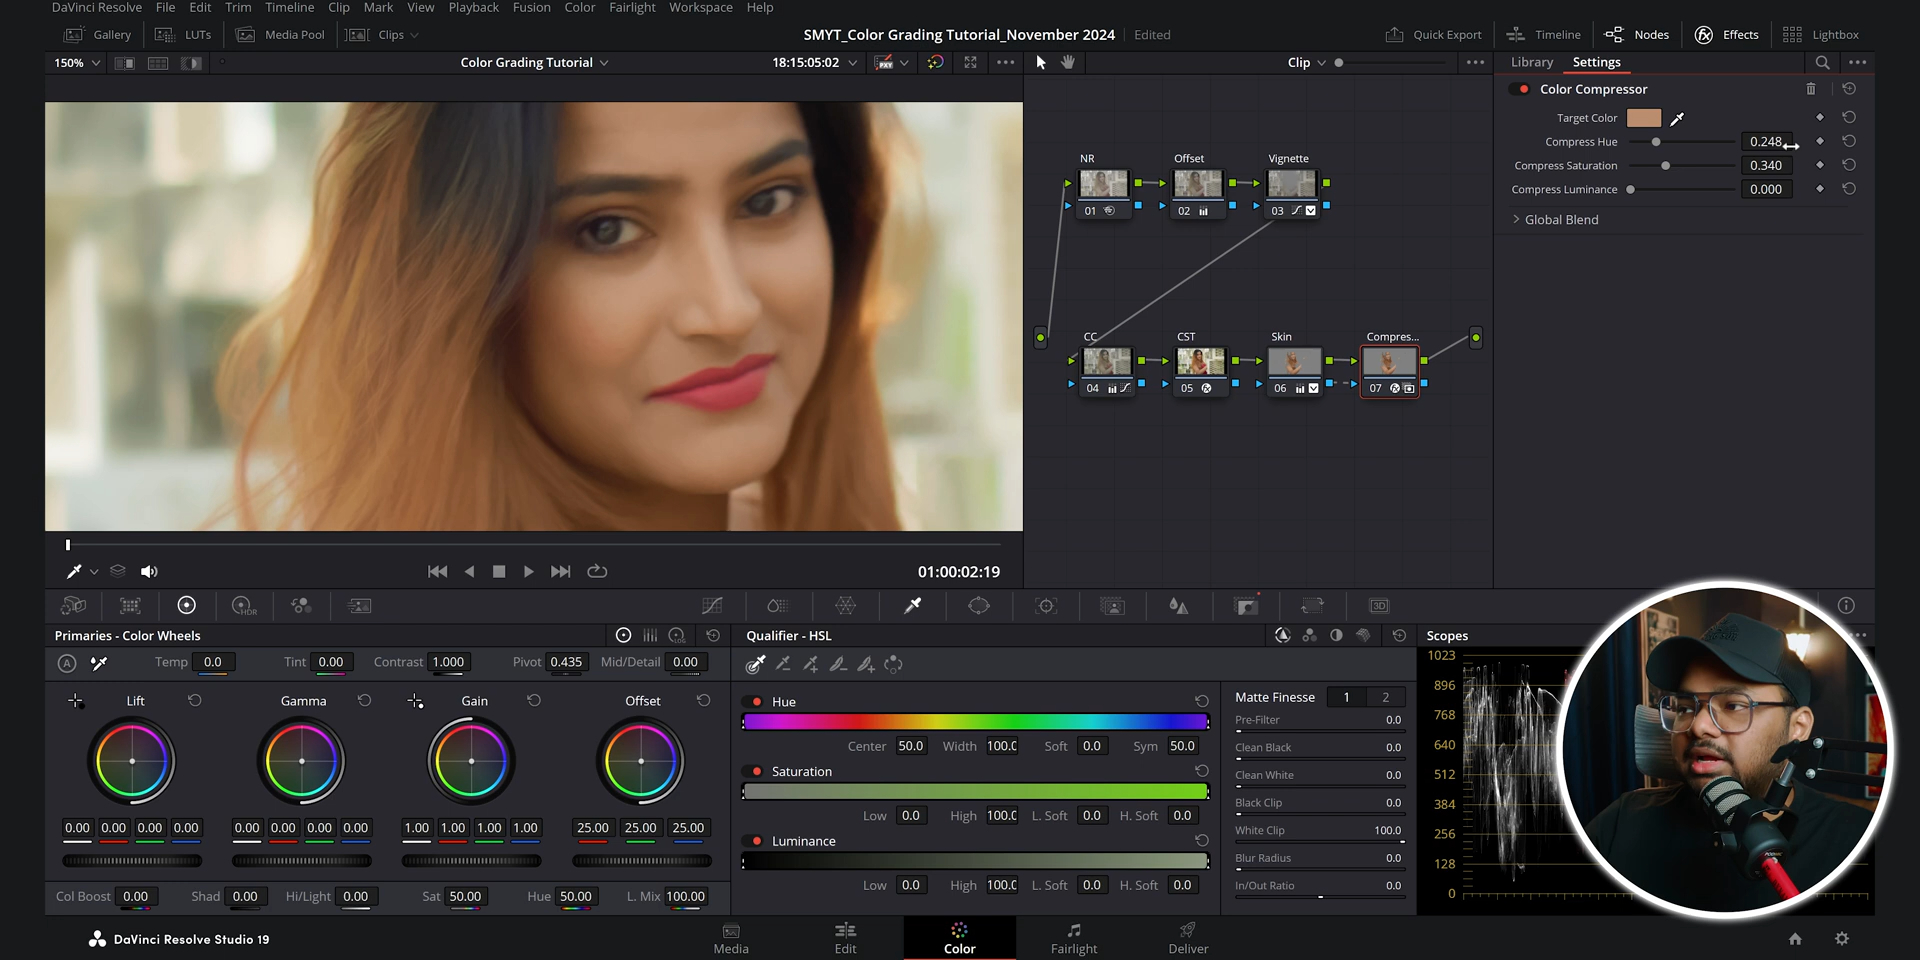 DaVinci Resolve File Edit Trim Timeline Clip Mark View Playback Fusion Color Fairlight Workspace Help
Gallery LUTs Media Pool Clips SMYT_Color Grading Tutorial_November 2024 Edited Quick Export Timeline Nodes Effects Lightbox
150% Color Grading Tutorial 18:15:05:02 Clip Library Settings
Color Compressor
Target Color
Compress Hue 0.248
Compress Saturation 0.340
Compress Luminance 0.000
Global Blend
NR Offset Vignette
01 02 03
CC CST Skin Compres...
04 05 06 07
01:00:02:19
HDR
3D
Primaries - Color Wheels
LOG
Qualifier - HSL
Scopes
A Temp 0.0 Tint 0.00 Contrast 1.000 Pivot 0.435 Mid/Detail 0.00
Lift Gamma Gain Offset
0.00 0.00 0.00 0.00 0.00 0.00 0.00 0.00 1.00 1.00 1.00 1.00 25.00 25.00 25.00
Col Boost 0.00 Shad 0.00 Hi/Light 0.00 Sat 50.00 Hue 50.00 L. Mix 100.00
Hue
Center 50.0 Width 100.0 Soft 0.0 Sym 50.0
Saturation
Low 0.0 High 100.0 L. Soft 0.0 H. Soft 0.0
Luminance
Low 0.0 High 100.0 L. Soft 0.0 H. Soft 0.0
Matte Finesse 1 2
Pre-Filter 0.0
Clean Black 0.0
Clean White 0.0
Black Clip 0.0
White Clip 100.0
Blur Radius 0.0
In/Out Ratio 0.0
1023
896
768
640
512
384
256
128
0
DaVinci Resolve Studio 19
Media Edit Color Fairlight Deliver